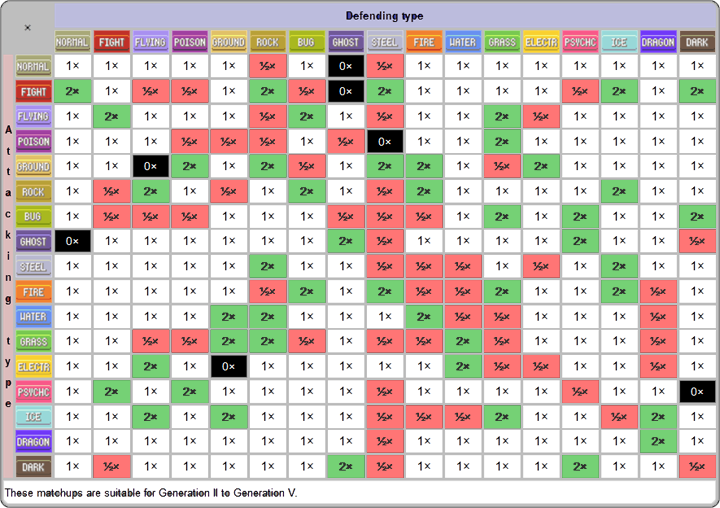 Defending type
×
NORMAL FIGHT FLYING POISON GROUND ROCK BUG GHOST STEEL FIRE WATER GRASS ELECTR PSYCHC ICE DRAGON DARK
Attacking type
NORMAL 1× 1× 1× 1× 1× ½× 1× 0× ½× 1× 1× 1× 1× 1× 1× 1× 1×
FIGHT 2× 1× ½× ½× 1× 2× ½× 0× 2× 1× 1× 1× 1× ½× 2× 1× 2×
FLYING 1× 2× 1× 1× 1× ½× 2× 1× ½× 1× 1× 2× ½× 1× 1× 1× 1×
POISON 1× 1× 1× ½× ½× ½× 1× ½× 0× 1× 1× 2× 1× 1× 1× 1× 1×
GROUND 1× 1× 0× 2× 1× 2× ½× 1× 2× 2× 1× ½× 2× 1× 1× 1× 1×
ROCK 1× ½× 2× 1× ½× 1× 2× 1× ½× 2× 1× 1× 1× 1× 2× 1× 1×
BUG 1× ½× ½× ½× 1× 1× 1× ½× ½× ½× 1× 2× 1× 2× 1× 1× 2×
GHOST 0× 1× 1× 1× 1× 1× 1× 2× ½× 1× 1× 1× 1× 2× 1× 1× ½×
STEEL 1× 1× 1× 1× 1× 2× 1× 1× ½× ½× ½× 1× ½× 1× 2× 1× 1×
FIRE 1× 1× 1× 1× 1× ½× 2× 1× 2× ½× ½× 2× 1× 1× 2× ½× 1×
WATER 1× 1× 1× 1× 2× 2× 1× 1× 1× 2× ½× ½× 1× 1× 1× ½× 1×
GRASS 1× 1× ½× ½× 2× 2× ½× 1× ½× ½× 2× ½× 1× 1× 1× ½× 1×
ELECTR 1× 1× 2× 1× 0× 1× 1× 1× 1× 1× 2× ½× ½× 1× 1× ½× 1×
PSYCHC 1× 2× 1× 2× 1× 1× 1× 1× ½× 1× 1× 1× 1× ½× 1× 1× 0×
ICE 1× 1× 2× 1× 2× 1× 1× 1× ½× ½× ½× 2× 1× 1× ½× 2× 1×
DRAGON 1× 1× 1× 1× 1× 1× 1× 1× ½× 1× 1× 1× 1× 1× 1× 2× 1×
DARK 1× ½× 1× 1× 1× 1× 1× 2× ½× 1× 1× 1× 1× 2× 1× 1× ½×
These matchups are suitable for Generation II to Generation V.